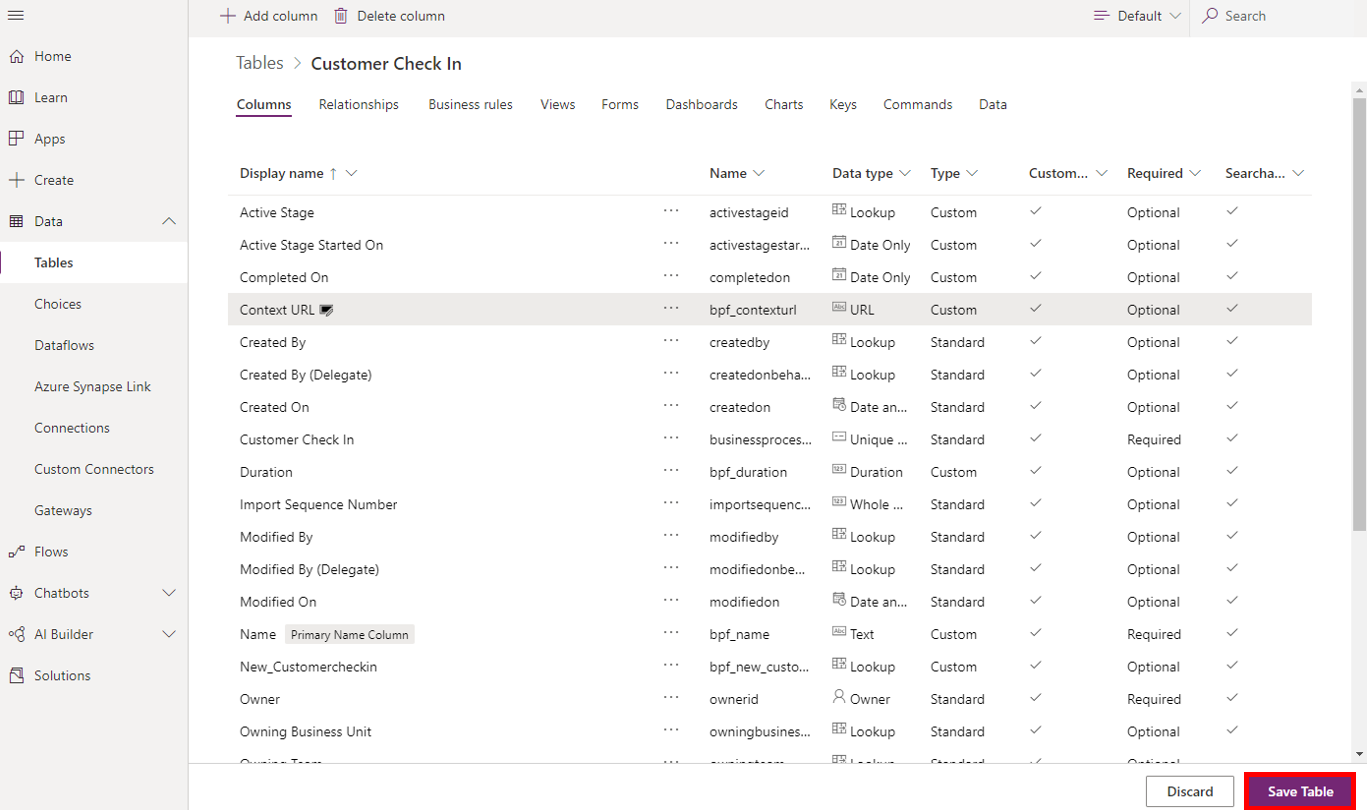 Add column
Delete column
Default
Search
Home
Learn
Apps
Create
Data
Tables
Choices
Dataflows
Azure Synapse Link
Connections
Custom Connectors
Gateways
Flows
Chatbots
AI Builder
Solutions
Tables > Customer Check In
Columns Relationships Business rules Views Forms Dashboards Charts Keys Commands Data
Display name ↑ Name Data type Type Custom... Required Searcha...
Active Stage ... activestageid Lookup Custom ✓ Optional ✓
Active Stage Started On ... activestagestar... Date Only Custom ✓ Optional ✓
Completed On ... completedon Date Only Custom ✓ Optional ✓
Context URL ... bpf_contexturl URL Custom ✓ Optional ✓
Created By ... createdby Lookup Standard ✓ Optional ✓
Created By (Delegate) ... createdonbeha... Lookup Standard ✓ Optional ✓
Created On ... createdon Date an... Standard ✓ Optional ✓
Customer Check In ... businessproces... Unique ... Standard ✓ Required ✓
Duration ... bpf_duration Duration Custom ✓ Optional ✓
Import Sequence Number ... importsequenc... Whole ... Standard ✓ Optional ✓
Modified By ... modifiedby Lookup Standard ✓ Optional ✓
Modified By (Delegate) ... modifiedonbe... Lookup Standard ✓ Optional ✓
Modified On ... modifiedon Date an... Standard ✓ Optional ✓
Name Primary Name Column ... bpf_name Text Custom ✓ Required ✓
New_Customercheckin ... bpf_new_custo... Lookup Custom ✓ Optional ✓
Owner ... ownerid Owner Standard ✓ Required ✓
Owning Business Unit ... owningbusines... Lookup Standard ✓ Optional ✓
Owning Team ... owningteam Lookup Standard ✓ Optional ✓
Discard
Save Table